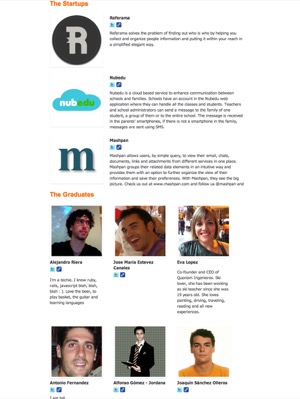 The Startups
R
Referama
Referama solves the problem of finding out who is who by helping you
collect and organize people information and putting it within your reach in
a simplified elegant way.
nubedu
Nubedu
Nubedu is a cloud based service to enhance communication between
schools and families. Schools have an account in the Nubedu web
application where they can handle all the classes and students. Teachers
and school administrators can send a message to the family of one
student, a group of them or to the entire school. The message is received
in the parents' smartphones, if there is not a smartphone in the family,
messages are sent using SMS.
m
Mashpan
Mashpan allows users, by simple query, to view their email, chats,
documents, links and attachments from different services in one place.
Mashpan groups their related data elements in an intuitive way and
provides them with an option to further organize the view of their
information and save their preferences. With Mashpan, they see the big
picture. Check us out at www.mashpan.com and follow us @mashpan and
The Graduates
Alejandro Riera
I'm a techie. I know ruby,
rails, javascript blah, blah,
blah : ). Love the beer, to
play basket, the guitar and
learning languages
Jose Maria Estevez
Canales
Eva Lopez
Co-founder and CEO of
Quonium Ingenieros. Ski
lover, she has been working
as ski teacher since she was
19 years old. She loves
painting, driving, traveling,
reading and all new
experiences.
Antonio Fernandez
Alfonso Gómez - Jordana
Joaquín Sánchez Olleros